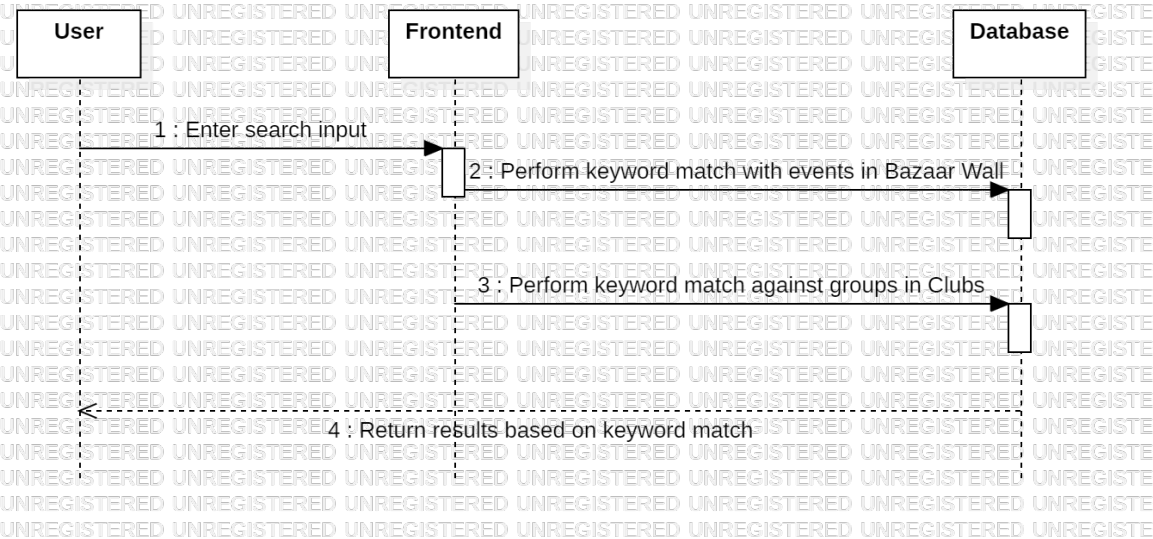 User Frontend Database
1 : Enter search input
2 : Perform keyword match with events in Bazaar Wall
3 : Perform keyword match against groups in Clubs
4 : Return results based on keyword match
UNREGISTERED